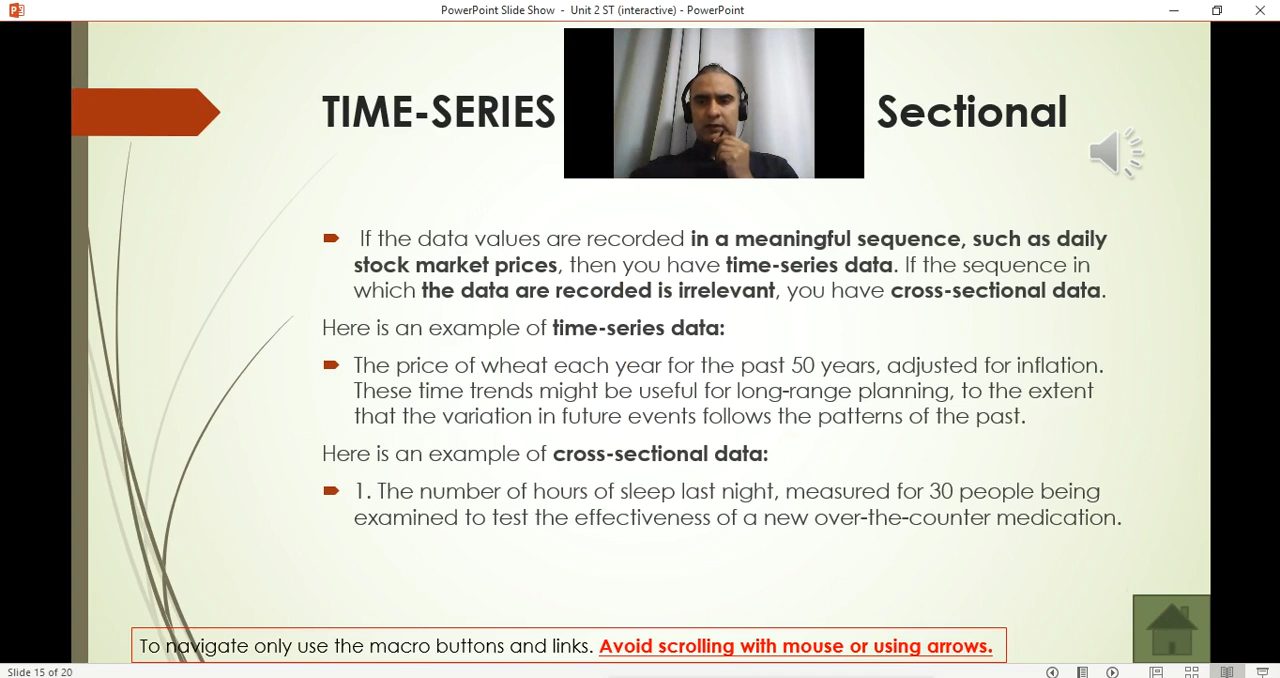 PowerPoint Slide Show - Unit 2 ST (interactive) - PowerPoint
TIME-SERIES Sectional
If the data values are recorded in a meaningful sequence, such as daily
stock market prices, then you have time-series data. If the sequence in
which the data are recorded is irrelevant, you have cross-sectional data.
Here is an example of time-series data:
The price of wheat each year for the past 50 years, adjusted for inflation.
These time trends might be useful for long-range planning, to the extent
that the variation in future events follows the patterns of the past.
Here is an example of cross-sectional data:
1. The number of hours of sleep last night, measured for 30 people being
examined to test the effectiveness of a new over-the-counter medication.
To navigate only use the macro buttons and links. Avoid scrolling with mouse or using arrows.
Slide 15 of 20